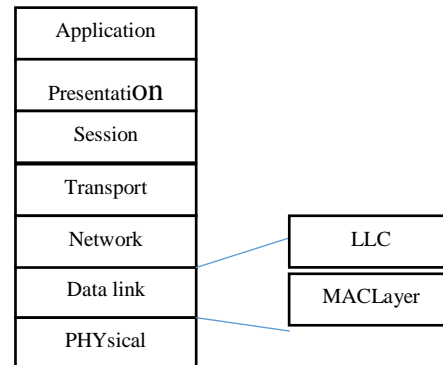 Application
Presentation
Session
Transport
Network
Data link
PHYsical
LLC
MACLayer